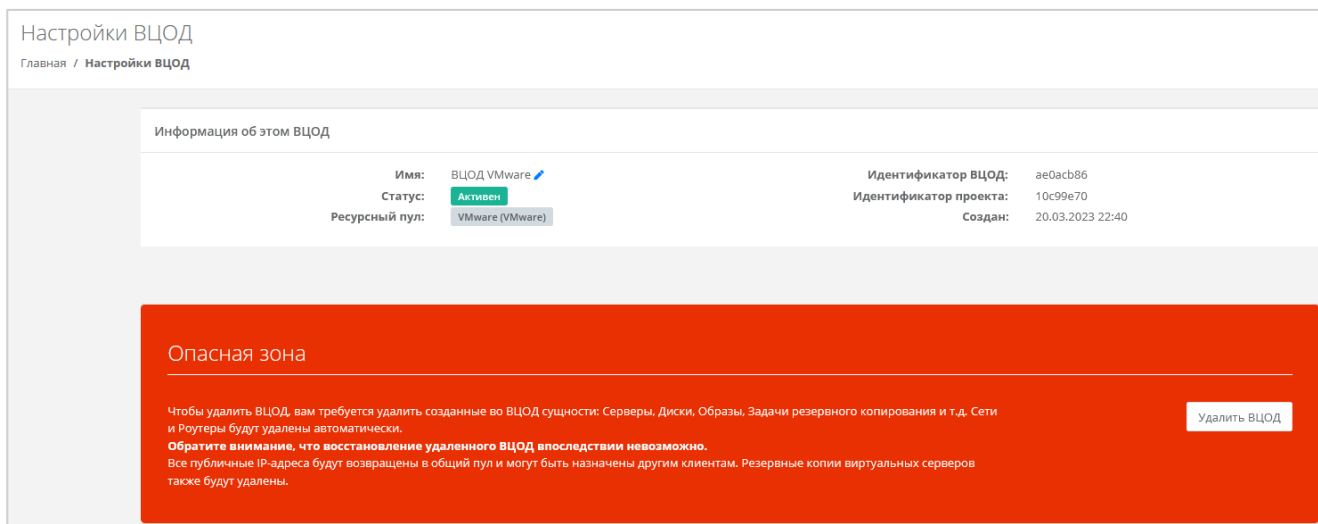 Настройки ВЦОД
Главная / Настройки ВЦОД
Информация об этом ВЦОД
Имя: ВЦОД VMware Идентификатор ВЦОД: ae0acb86
Статус: Активен Идентификатор проекта: 10c99e70
Ресурсный пул: VMware (VMware) Создан: 20.03.2023 22:40
Опасная зона
Чтобы удалить ВЦОД, вам требуется удалить созданные во ВЦОД сущности: Серверы, Диски, Образы, Задачи резервного копирования и т.д. Сети
и Роутеры будут удалены автоматически.
Удалить ВЦОД
Обратите внимание, что восстановление удаленного ВЦОД впоследствии невозможно.
Все публичные IP-адреса будут возвращены в общий пул и могут быть назначены другим клиентам. Резервные копии виртуальных серверов
также будут удалены.